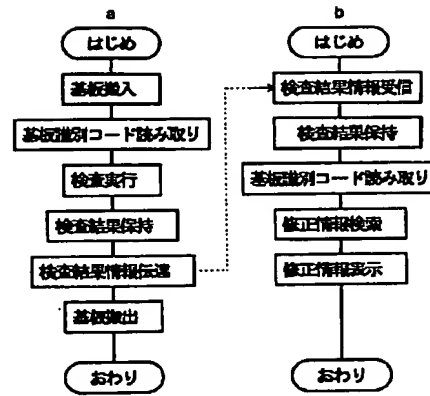 a
はじめ
基板搬入
基板識別コード読み取り
検査実行
検査結果保持
検査結果情報伝達
基板搬出
おわり
b
はじめ
検査結果情報受信
検査結果保持
基板識別コード読み取り
修正情報検索
修正情報表示
おわり